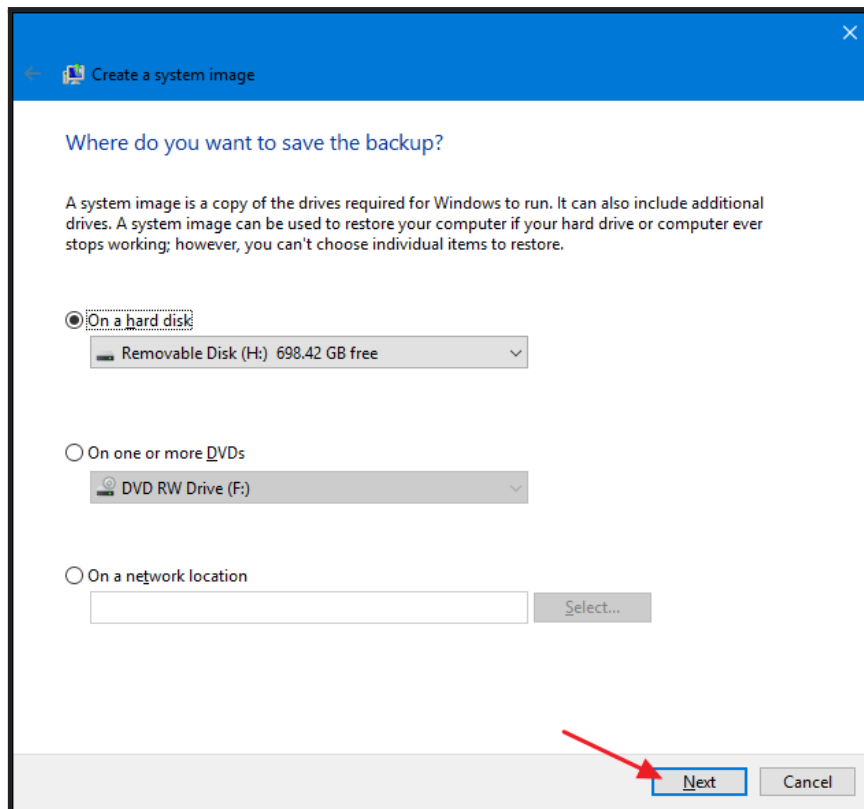 Create a system image
Where do you want to save the backup?
A system image is a copy of the drives required for Windows to run. It can also include additional
drives. A system image can be used to restore your computer if your hard drive or computer ever
stops working; however, you can't choose individual items to restore.
On a hard disk
Removable Disk (H:) 698.42 GB free
On one or more DVDs
DVD RW Drive (F:)
On a network location
Select...
Next Cancel